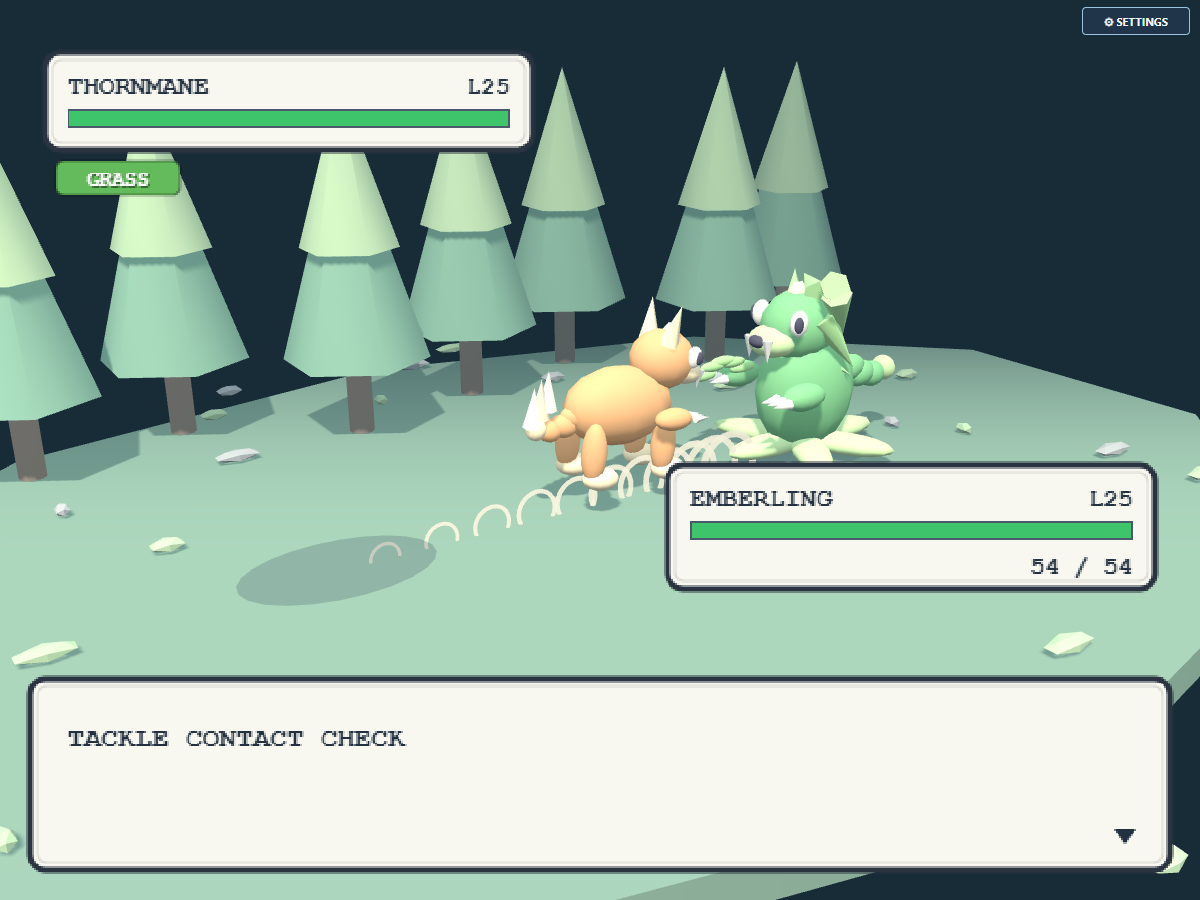 ⚙ SETTINGS
THORNMANE L25
GRASS
EMBERLING L25
54 / 54
TACKLE CONTACT CHECK